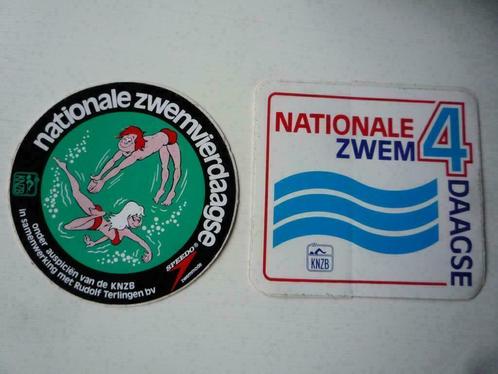 nationale zwemvierdaagse
KNZB
onder auspiciën van de KNZB
in samenwerking met Rudolf Terlingen bv
SPEEDO®
NATIONALE
ZWEM 4
DAAGSE
KNZB